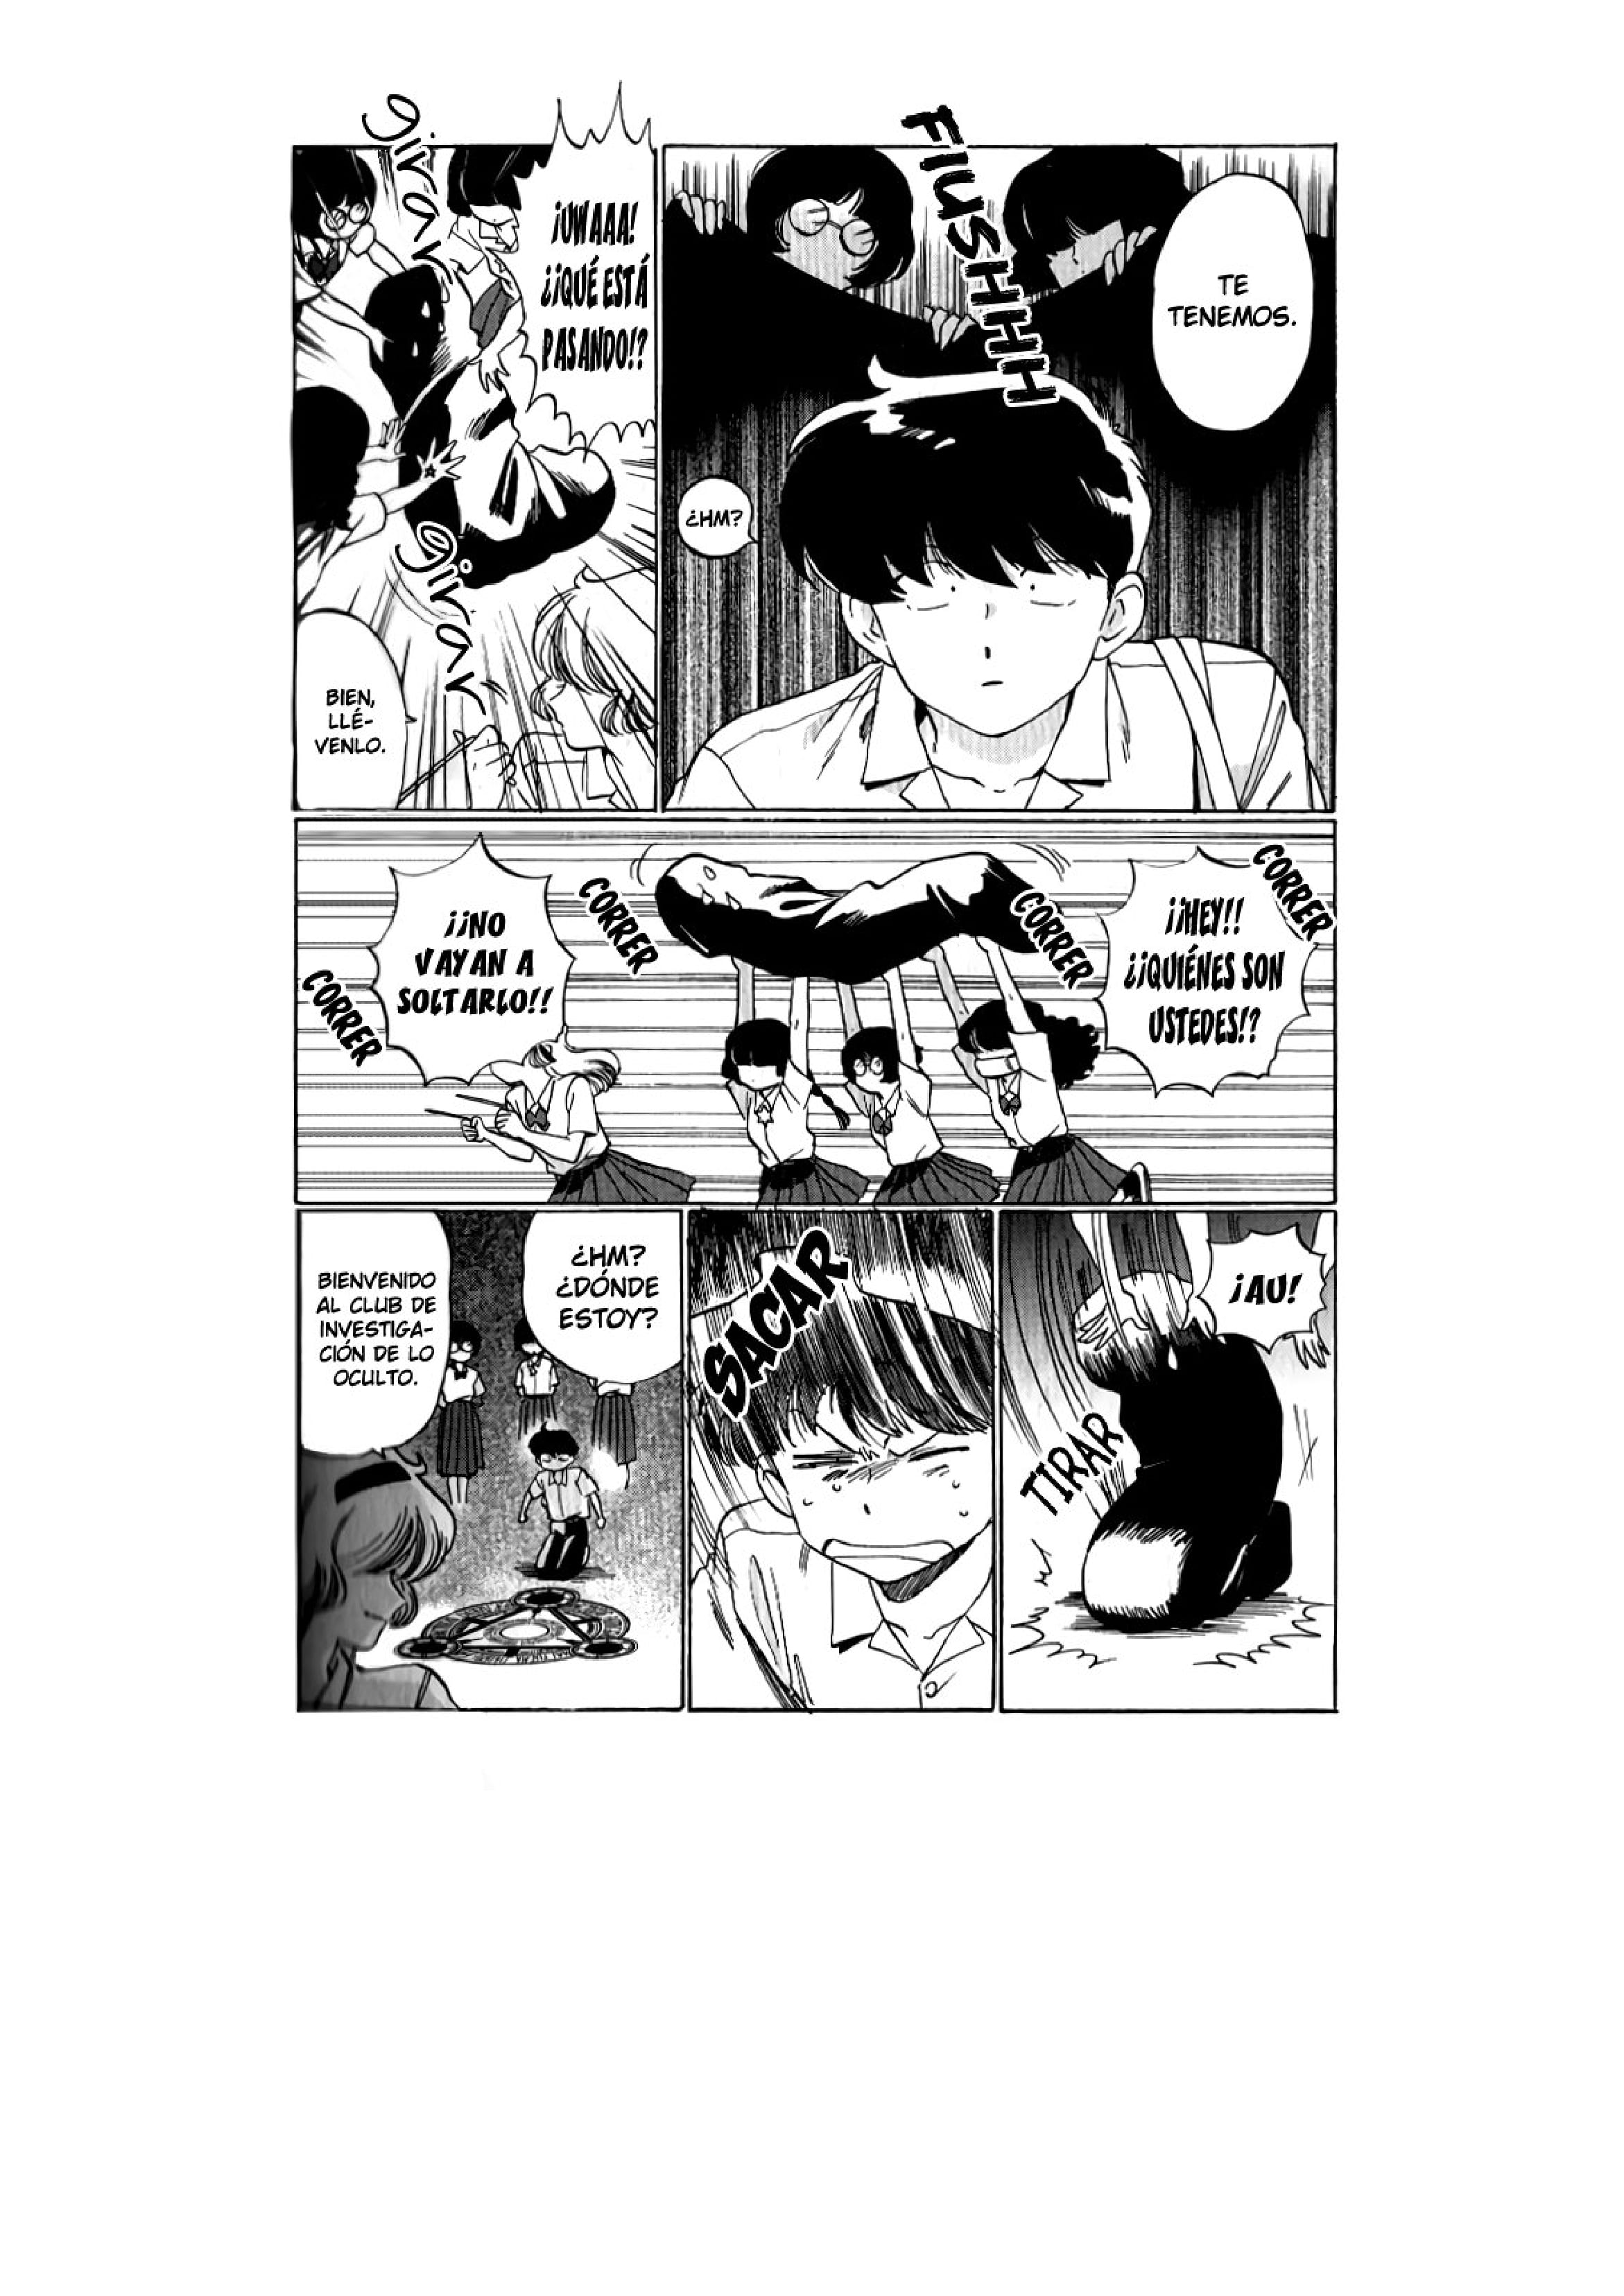 TE
TENEMOS.
FIUSHHH
¿HM?
¡UWAAA!
¿¡QUÉ ESTÁ
PASANDO!?
girar
girar
BIEN,
LLÉ-
VENLO.
CORRER
¡¡HEY!!
¿¡QUIÉNES SON
USTEDES!?
CORRER
CORRER
¡¡NO
VAYAN A
SOLTARLO!!
CORRER
¡AU!
TIRAR
SACAR
¿HM?
¿DÓNDE
ESTOY?
BIENVENIDO
AL CLUB DE
INVESTIGA-
CIÓN DE LO
OCULTO.